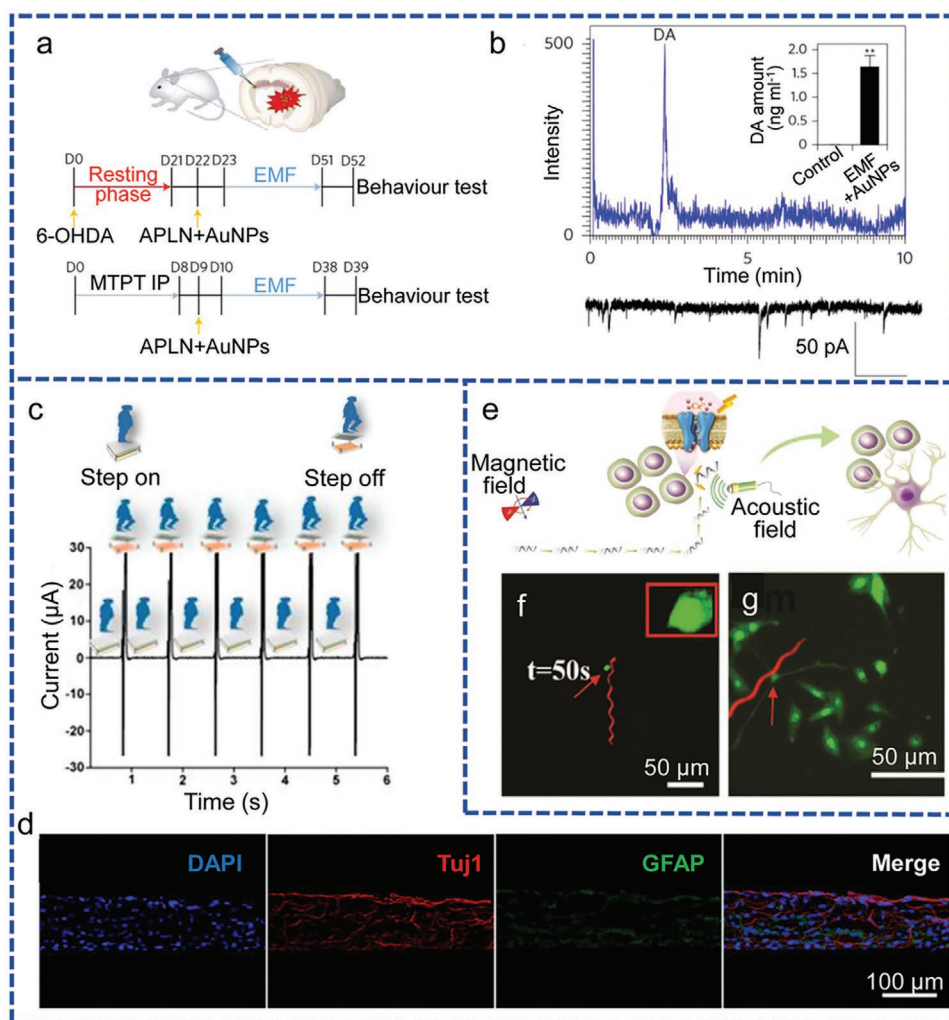 a
D0
D21
D22
D23
D51
D52
Resting
phase
EMF
Behaviour test
6-OHDA
APLN+AuNPs
D0
D8
D9
D10
D38
D39
MTPT IP
EMF
Behaviour test
APLN+AuNPs
b
500
0
Intensity
DA
DA amount
(ng ml-1)
2.0
1.5
1.0
0.5
0
**
Control
EMF
+AuNPs
0
5
10
Time (min)
50 pA
c
Step on
Step off
Current (µA)
30
20
10
0
-10
-20
-30
1
2
3
4
5
6
Time (s)
e
Magnetic
field
Acoustic
field
f
t=50s
50 µm
g
50 µm
d
DAPI
Tuj1
GFAP
Merge
100 µm